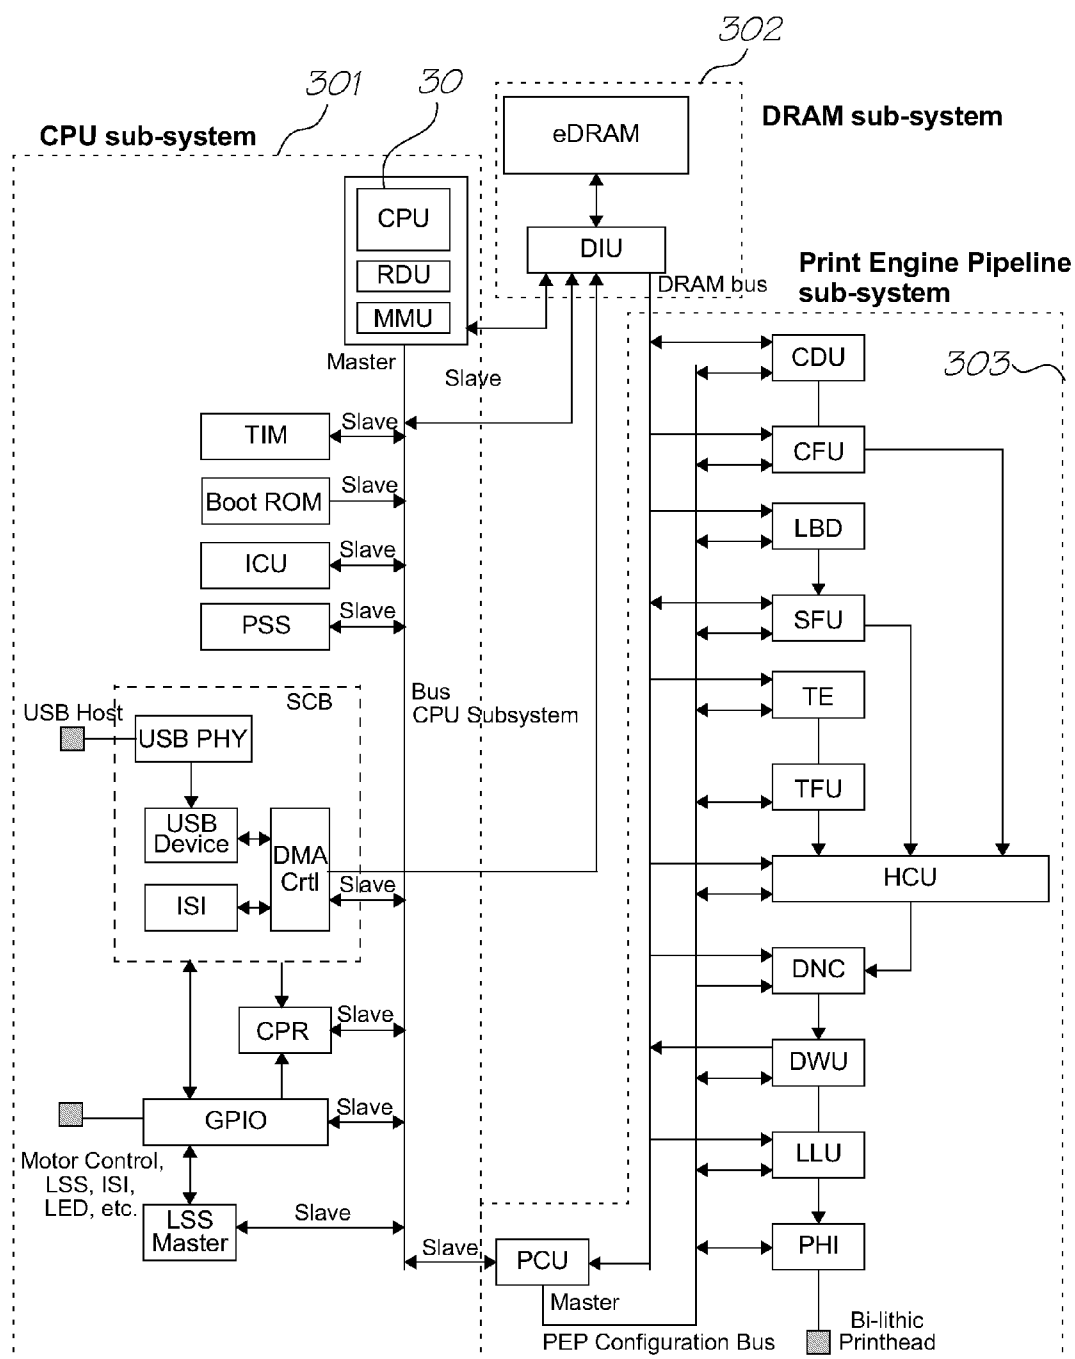 302
301
30
CPU sub-system
DRAM sub-system
eDRAM
CPU
DIU
RDU
MMU
DRAM bus
Print Engine Pipeline
sub-system
Master
Slave
303
CDU
TIM
Slave
CFU
Boot ROM
Slave
LBD
ICU
Slave
PSS
Slave
SFU
SCB
Bus
CPU Subsystem
TE
USB Host
USB PHY
TFU
USB
Device
DMA
Crtl
Slave
HCU
ISI
DNC
CPR
Slave
DWU
GPIO
Slave
Motor Control,
LSS, ISI,
LED, etc.
LLU
LSS
Master
Slave
Slave
PCU
PHI
Master
PEP Configuration Bus
Bi-lithic
Printhead